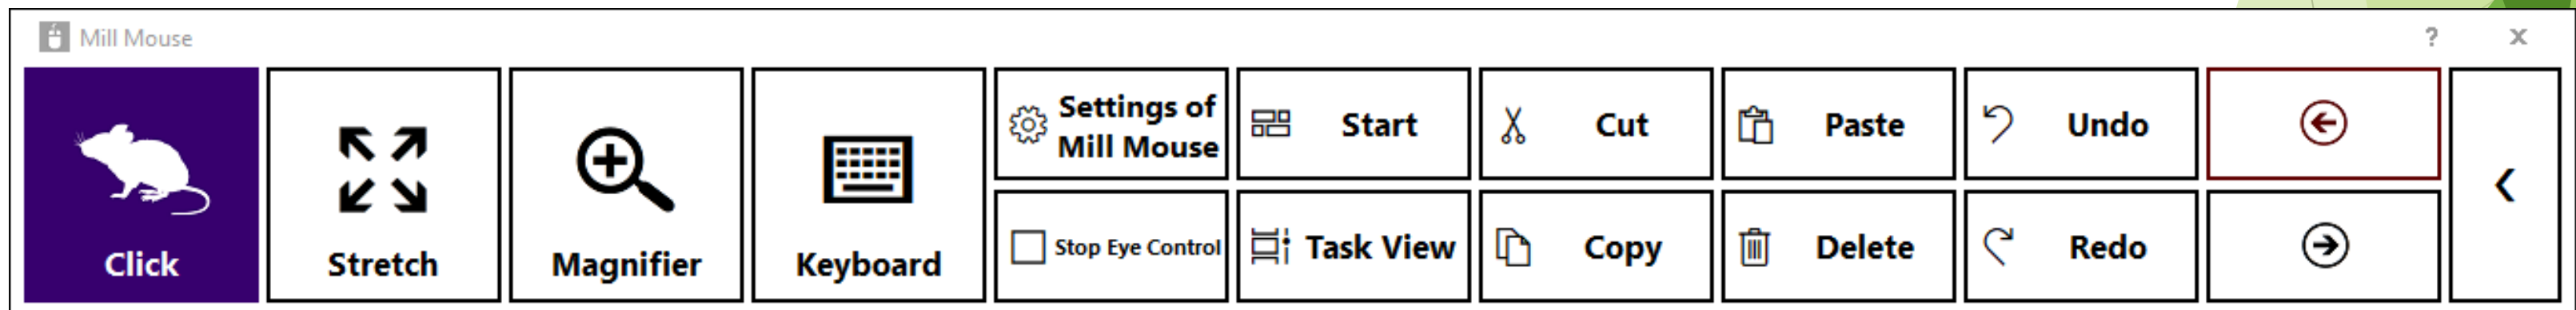 Mill Mouse
? x
Click
Stretch
Magnifier
Keyboard
Settings of
Mill Mouse
Stop Eye Control
Start
Task View
Cut
Copy
Paste
Delete
Undo
Redo